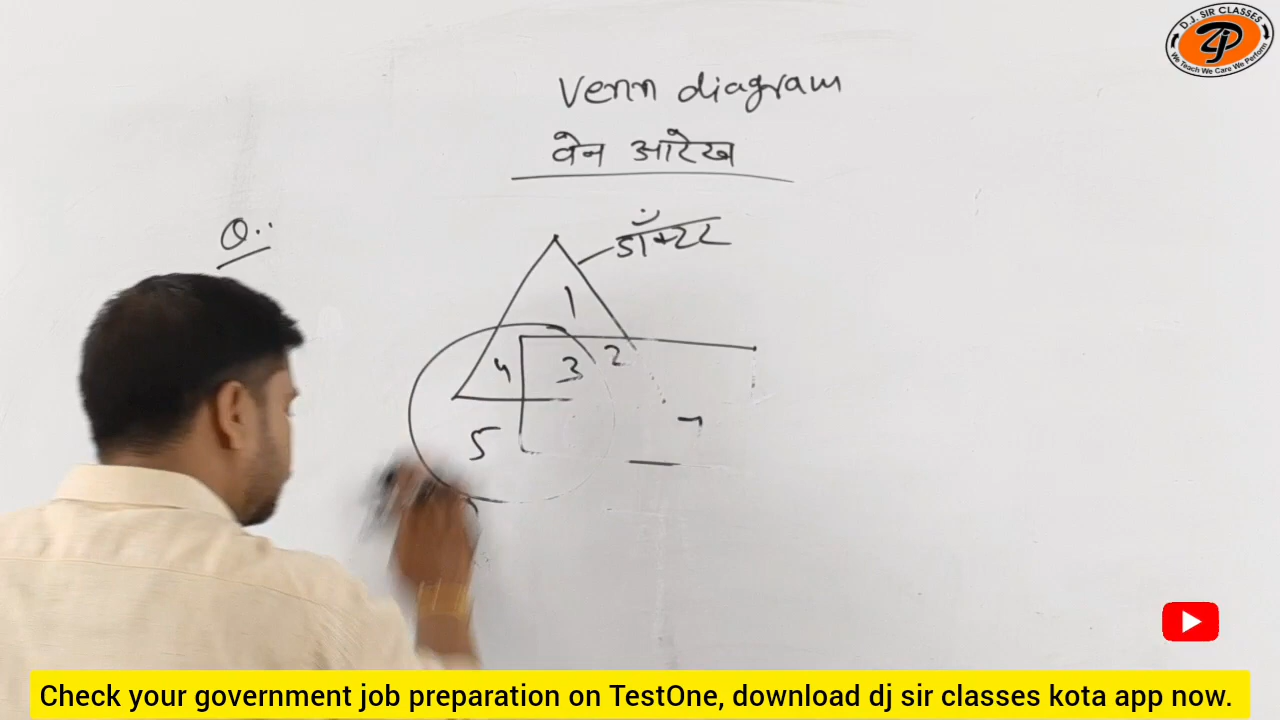 D.J. SIR CLASSES
We Teach We Care We Perform
Venn diagram
वेन आरेख
Q..
डॉक्टर
1
4
3
2
5
Check your government job preparation on TestOne, download dj sir classes kota app now.